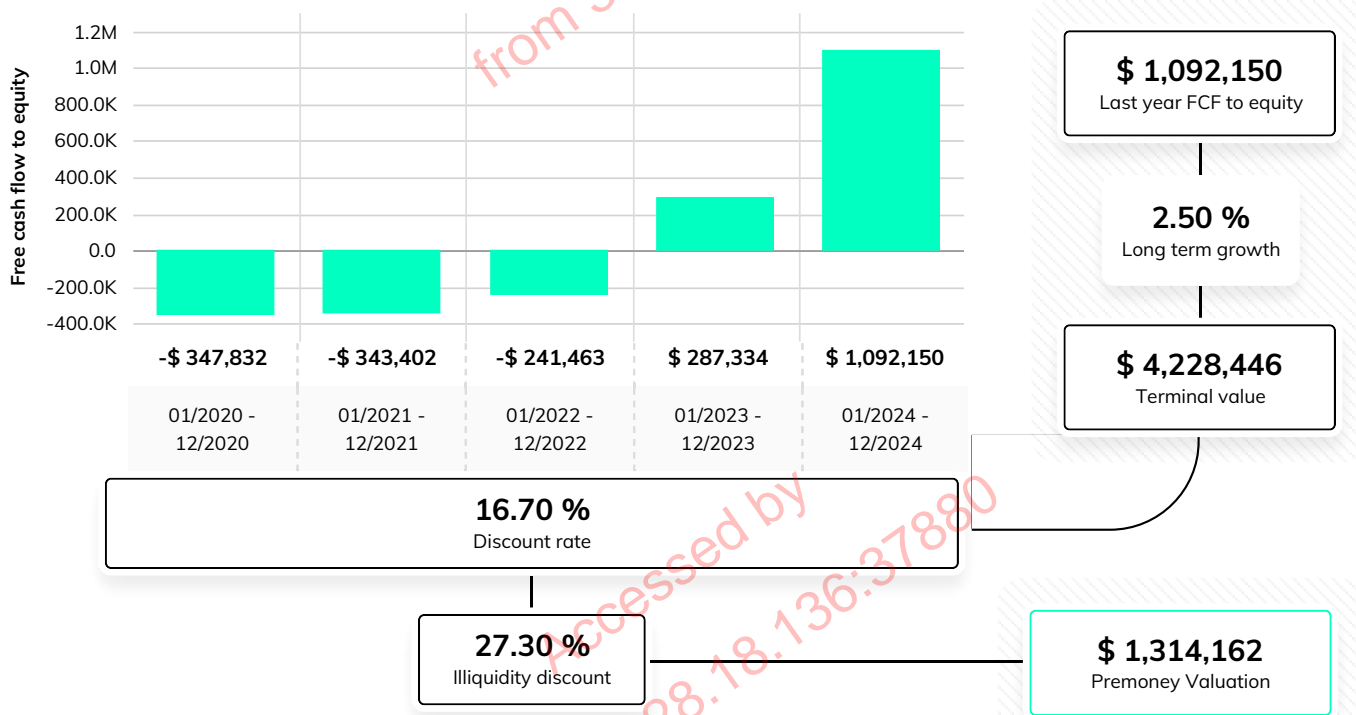 Free cash flow to equity
1.2M
1.0M
800.0K
600.0K
400.0K
200.0K
0.0
-200.0K
-400.0K
-$ 347,832
-$ 343,402
-$ 241,463
$ 287,334
$ 1,092,150
01/2020 -
12/2020
01/2021 -
12/2021
01/2022 -
12/2022
01/2023 -
12/2023
01/2024 -
12/2024
$ 1,092,150
Last year FCF to equity
2.50 %
Long term growth
$ 4,228,446
Terminal value
16.70 %
Discount rate
27.30 %
Illiquidity discount
$ 1,314,162
Premoney Valuation
from
Accessed by
18.136:37880